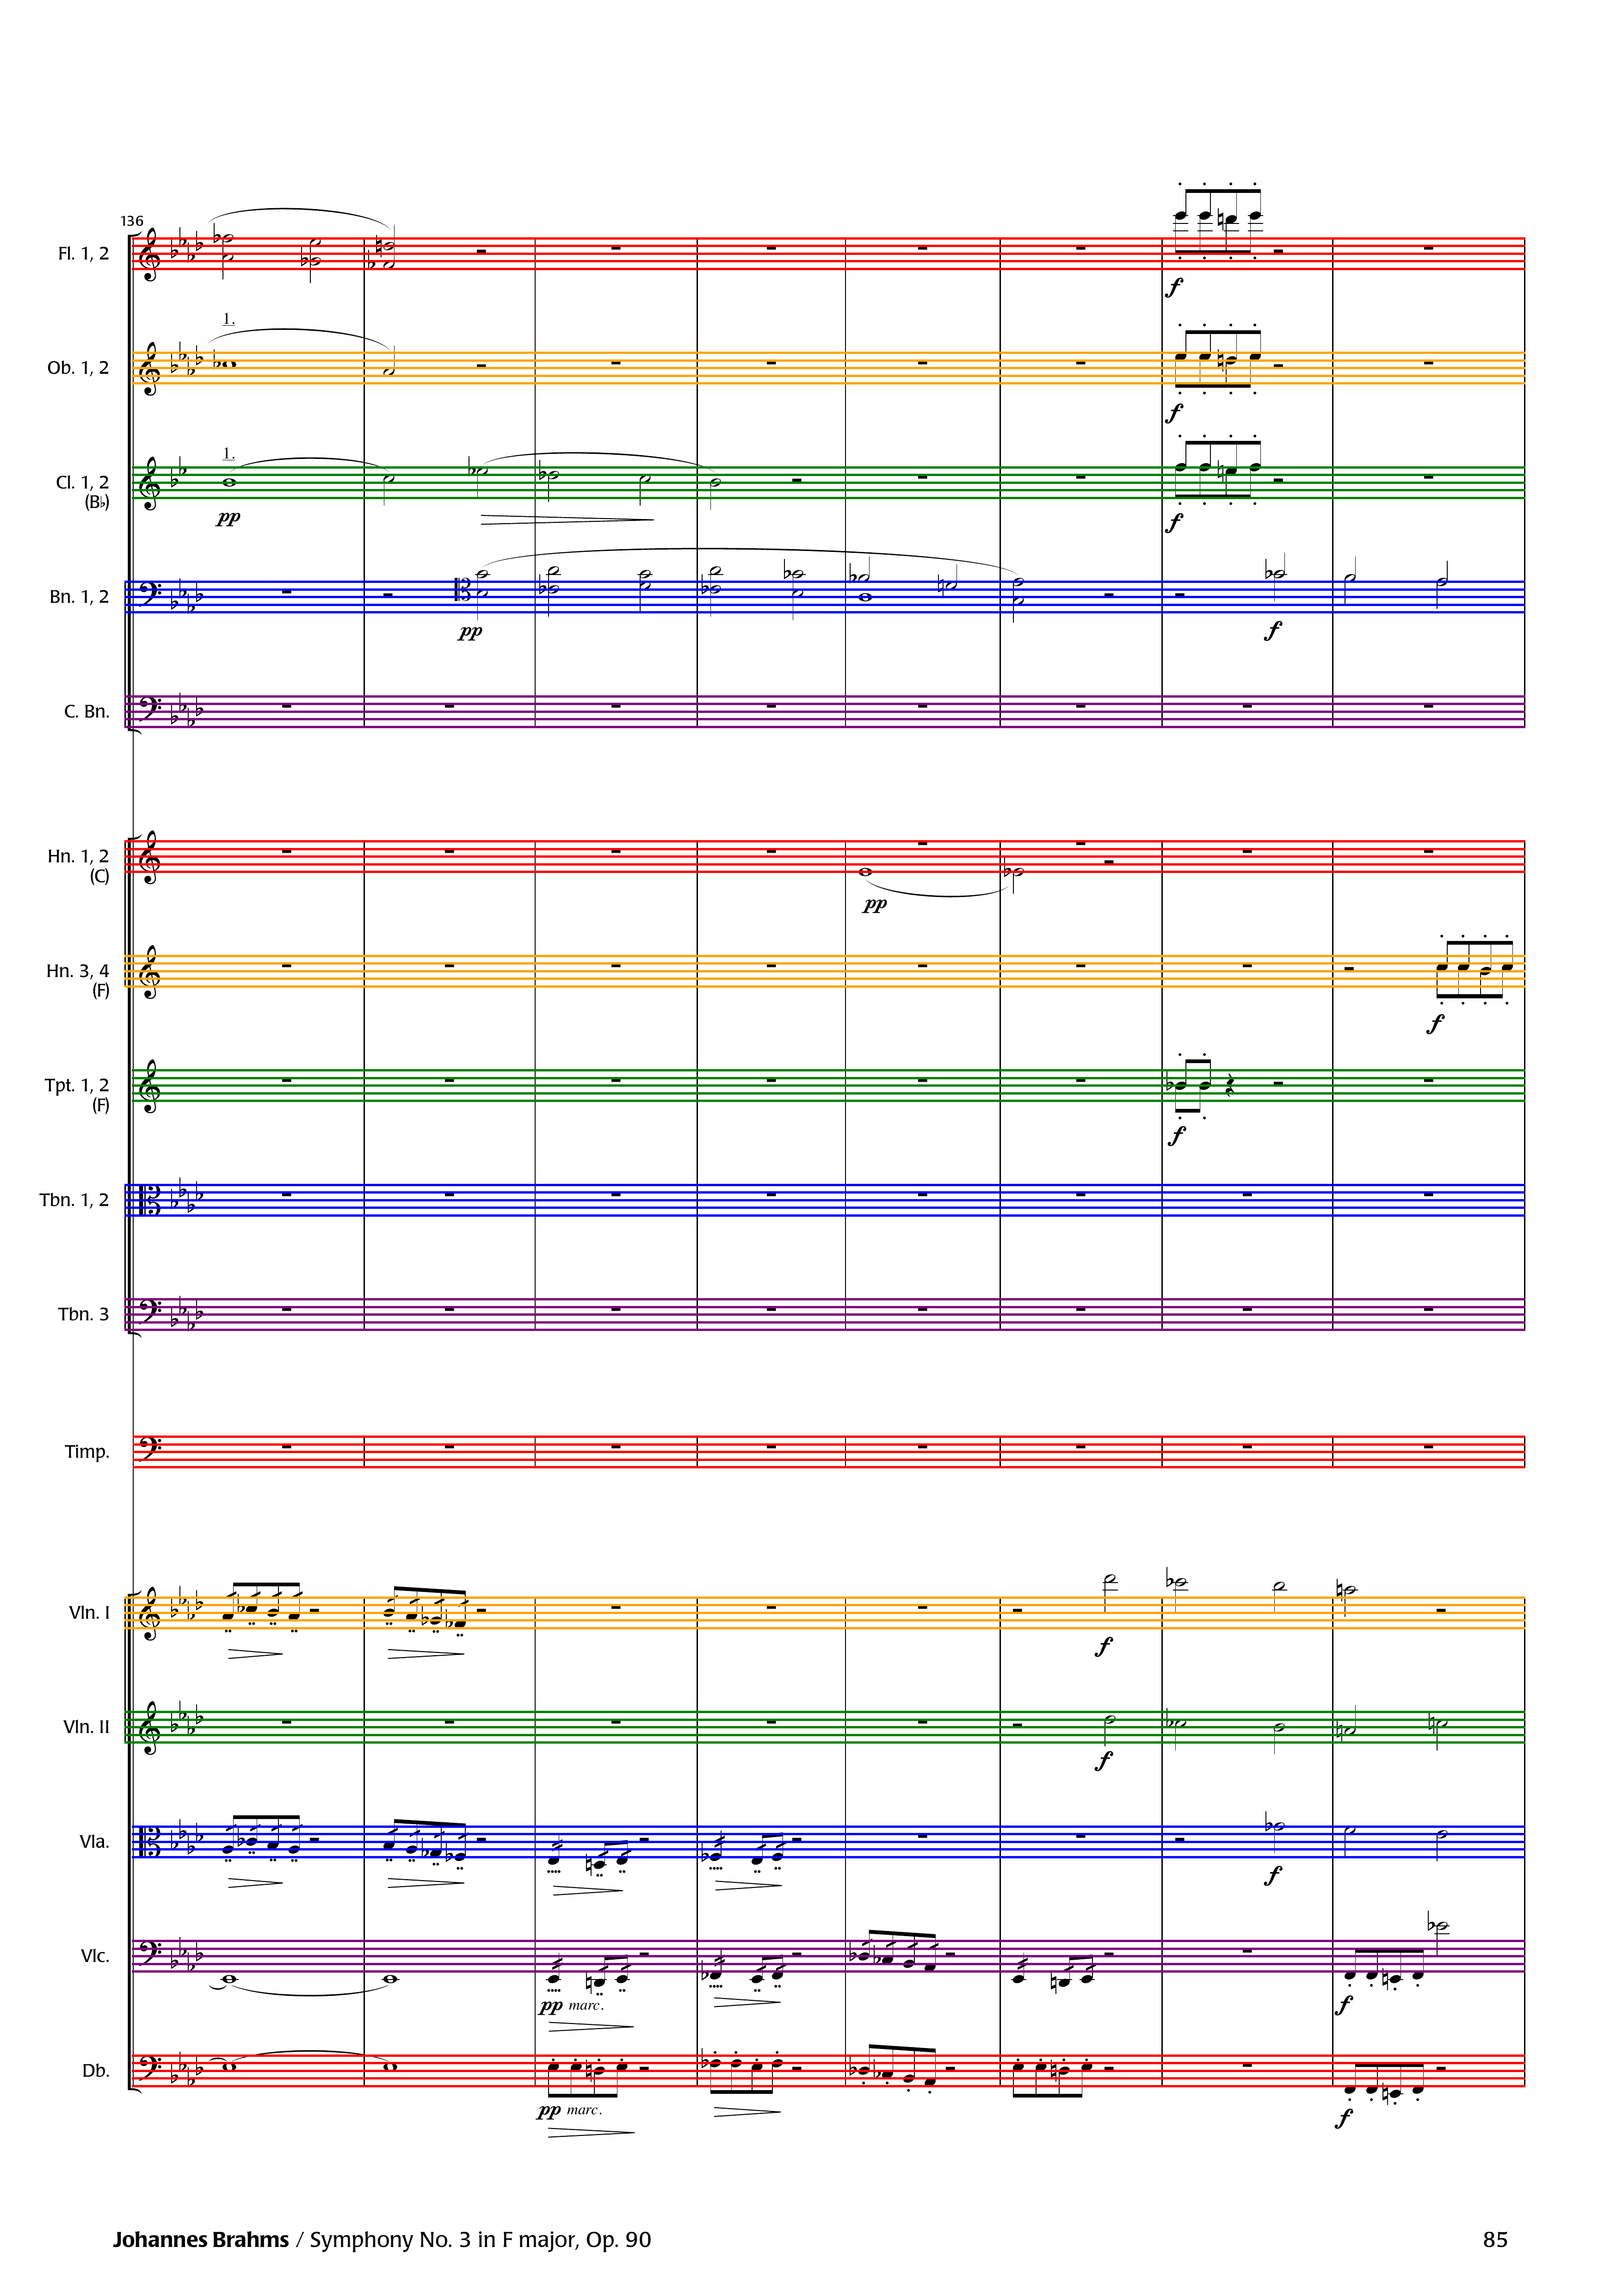 136
Fl. 1, 2
f
1.
Ob. 1, 2
f
1.
Cl. 1, 2
(B♭)
pp
f
Bn. 1, 2
pp
f
C. Bn.
Hn. 1, 2
(C)
pp
Hn. 3, 4
(F)
f
Tpt. 1, 2
(F)
f
Tbn. 1, 2
Tbn. 3
Timp.
Vln. I
f
Vln. II
f
Vla.
f
Vlc.
pp marc.
f
Db.
pp marc.
f
Johannes Brahms / Symphony No. 3 in F major, Op. 90
85